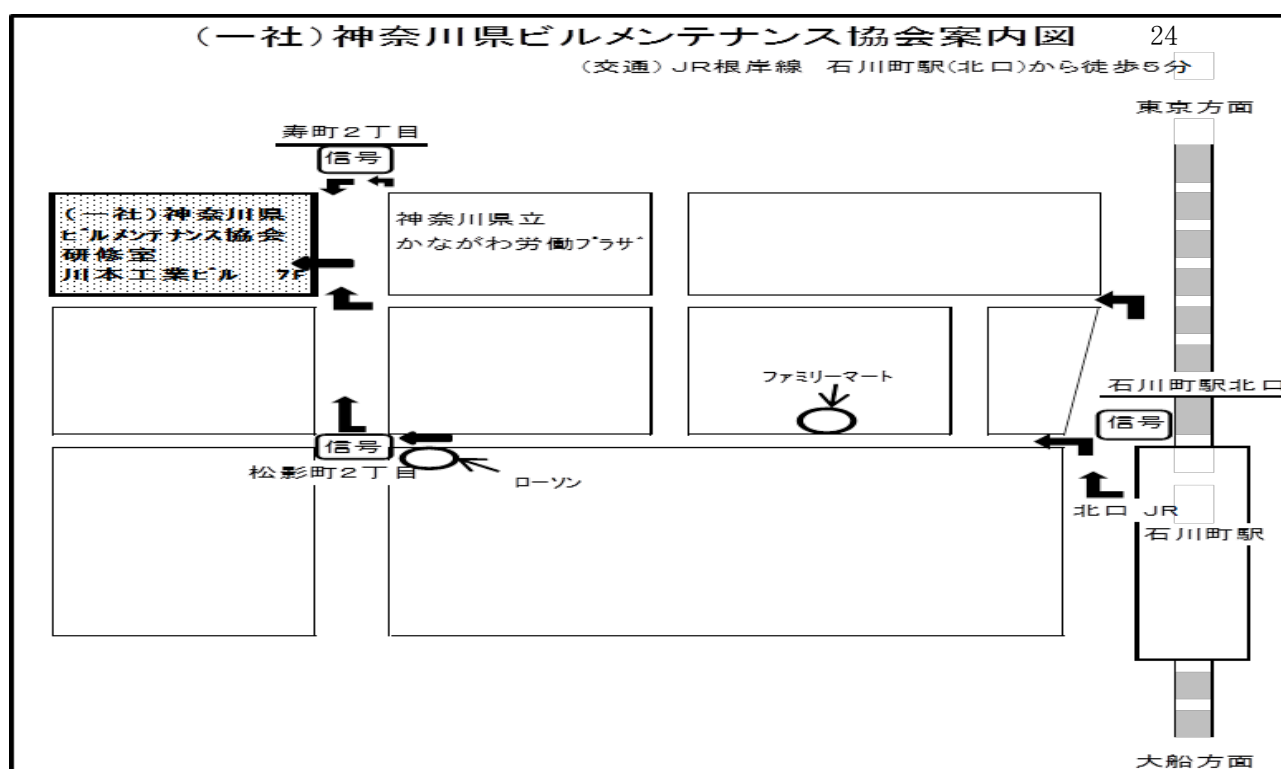 (一社)神奈川県ビルメンテナンス協会案内図
24
(交通)JR根岸線 石川町駅(北口)から徒歩5分
東京方面
寿町2丁目
信号
(一社)神奈川県
ビルメンテナンス協会
研修室
川本工業ビル 7F
神奈川県立
かながわ労働プラザ
ファミリーマート
石川町駅北口
信号
信号
松影町2丁目
ローソン
北口 JR
石川町駅
大船方面